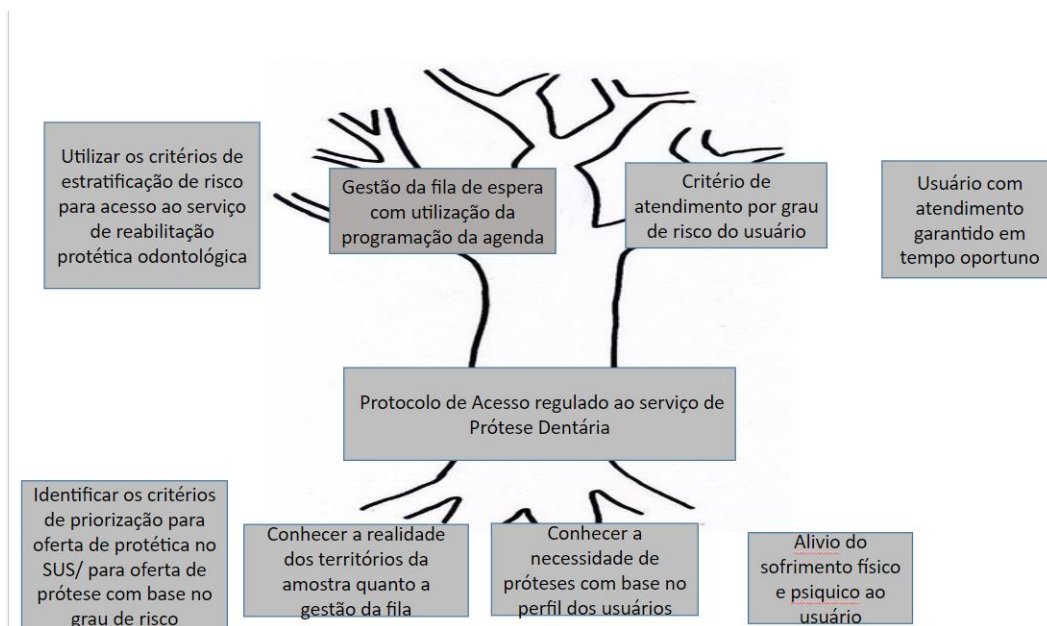 Utilizar os critérios de
estratificação de risco
para acesso ao serviço
de reabilitação
protética odontológica
Gestão da fila de espera
com utilização da
programação da agenda
Critério de
atendimento por grau
de risco do usuário
Usuário com
atendimento
garantido em
tempo oportuno
Protocolo de Acesso regulado ao serviço de
Prótese Dentária
Identificar os critérios
de priorização para
oferta de protética no
SUS/ para oferta de
prótese com base no
grau de risco
Conhecer a realidade
dos territórios da
amostra quanto a
gestão da fila
Conhecer a
necessidade de
próteses com base no
perfil dos usuários
Alivio do
sofrimento físico
e psiquico ao
usuário